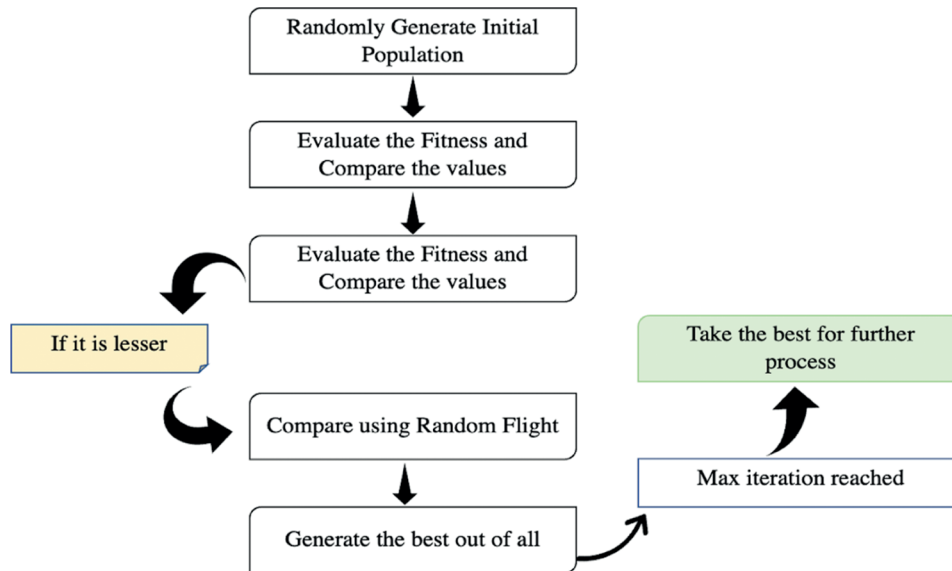 Randomly Generate Initial
Population
Evaluate the Fitness and
Compare the values
Evaluate the Fitness and
Compare the values
If it is lesser
Compare using Random Flight
Generate the best out of all
Max iteration reached
Take the best for further
process